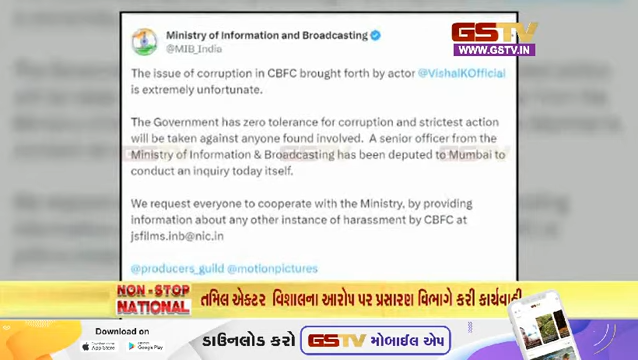 Ministry of Information and Broadcasting
@MIB_India
GSTV
WWW.GSTV.IN
The issue of corruption in CBFC brought forth by actor @VishalKOfficial
is extremely unfortunate.
The Government has zero tolerance for corruption and strictest action
will be taken against anyone found involved. A senior officer from the
Ministry of Information & Broadcasting has been deputed to Mumbai to
conduct an inquiry today itself.
We request everyone to cooperate with the Ministry, by providing
information about any other instance of harassment by CBFC at
jsfilms.inb@nic.in
@producers_guild @motionpictures
NON-STOP
NATIONAL
તમિલ એકટર વિશાલના આરોપ પર પ્રસારણ વિભાગે કરી કાર્યવાહી
Download on
App Store
Google Play
ડાઉનલોડ કરો GSTV મોબાઈલ એપ